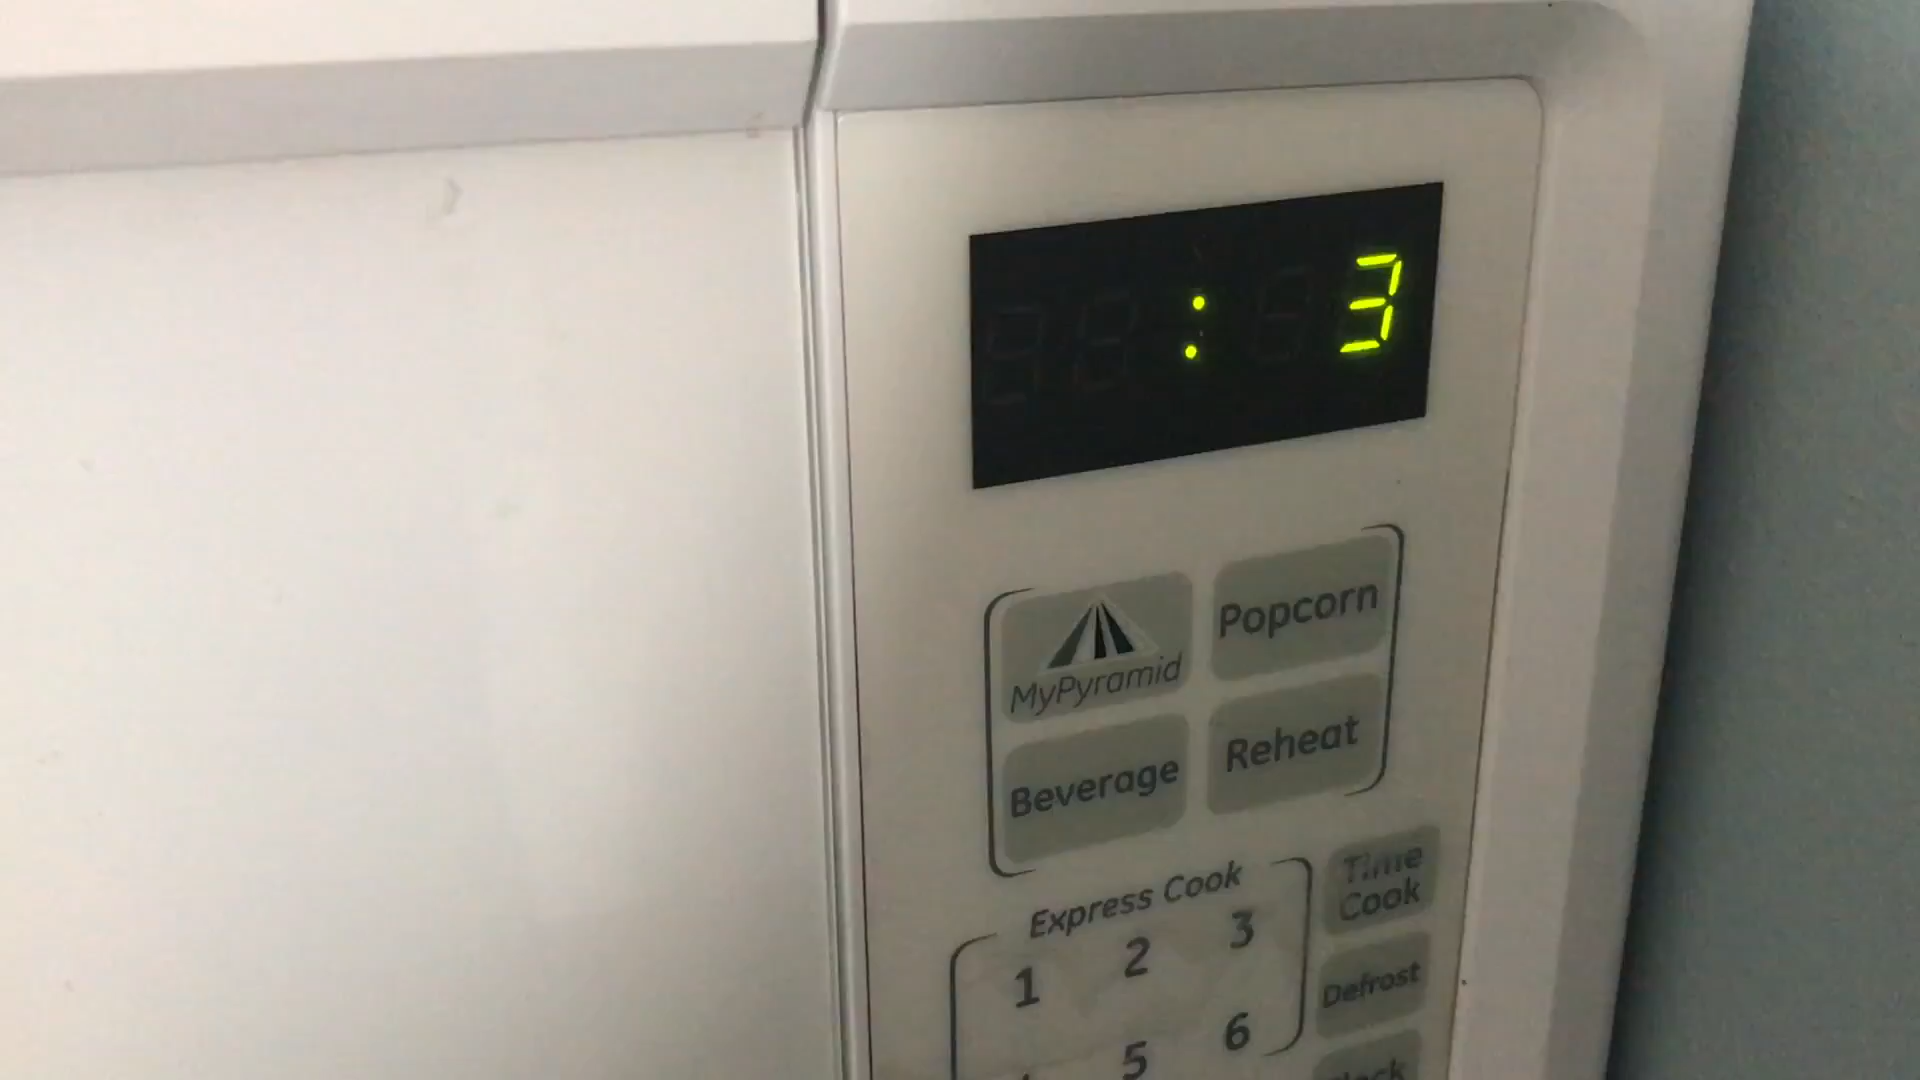 : 3
MyPyramid
Popcorn
Beverage
Reheat
Express Cook
Time
Cook
1 2 3
Defrost
5 6